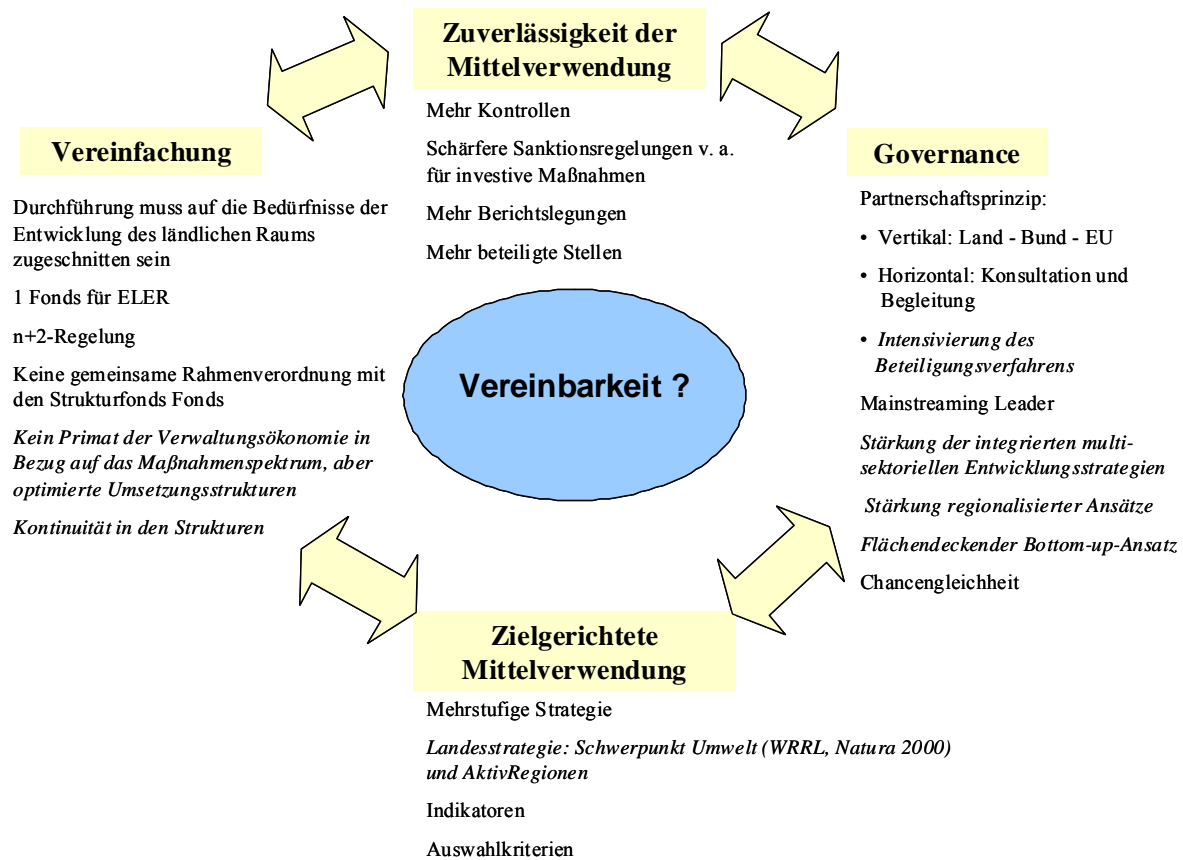 Zuverlässigkeit der
Mittelverwendung
Mehr Kontrollen
Schärfere Sanktionsregelungen v. a.
für investive Maßnahmen
Mehr Berichtslegungen
Mehr beteiligte Stellen
Vereinfachung
Durchführung muss auf die Bedürfnisse der
Entwicklung des ländlichen Raums
zugeschnitten sein
1 Fonds für ELER
n+2-Regelung
Keine gemeinsame Rahmenverordnung mit
den Strukturfonds Fonds
Kein Primat der Verwaltungsökonomie in
Bezug auf das Maßnahmenspektrum, aber
optimierte Umsetzungsstrukturen
Kontinuität in den Strukturen
Vereinbarkeit ?
Governance
Partnerschaftsprinzip:
• Vertikal: Land - Bund - EU
• Horizontal: Konsultation und
Begleitung
• Intensivierung des
Beteiligungsverfahrens
Mainstreaming Leader
Stärkung der integrierten multi-
sektoriellen Entwicklungsstrategien
Stärkung regionalisierter Ansätze
Flächendeckender Bottom-up-Ansatz
Chancengleichheit
Zielgerichtete
Mittelverwendung
Mehrstufige Strategie
Landesstrategie: Schwerpunkt Umwelt (WRRL, Natura 2000)
und AktivRegionen
Indikatoren
Auswahlkriterien